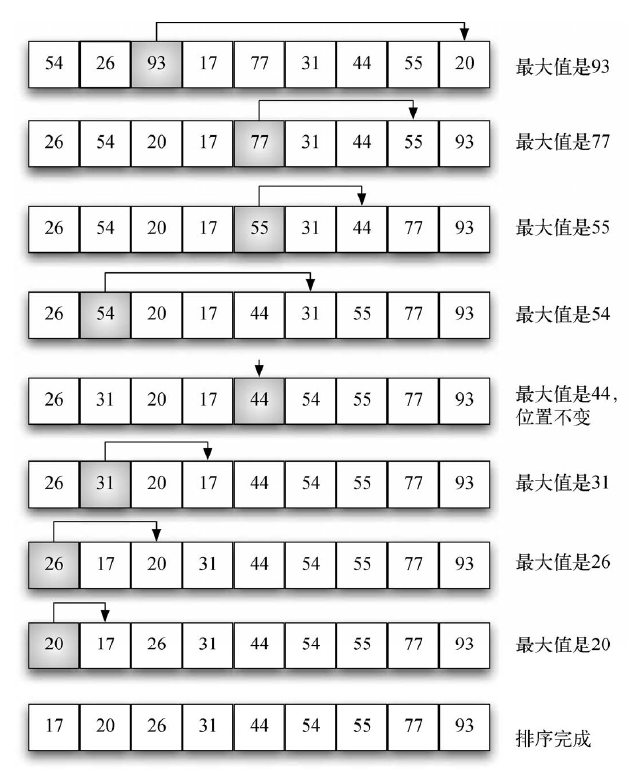 54 26 93 17 77 31 44 55 20 最大值是93
26 54 20 17 77 31 44 55 93 最大值是77
26 54 20 17 55 31 44 77 93 最大值是55
26 54 20 17 44 31 55 77 93 最大值是54
26 31 20 17 44 54 55 77 93 最大值是44，
位置不变
26 31 20 17 44 54 55 77 93 最大值是31
26 17 20 31 44 54 55 77 93 最大值是26
20 17 26 31 44 54 55 77 93 最大值是20
17 20 26 31 44 54 55 77 93 排序完成